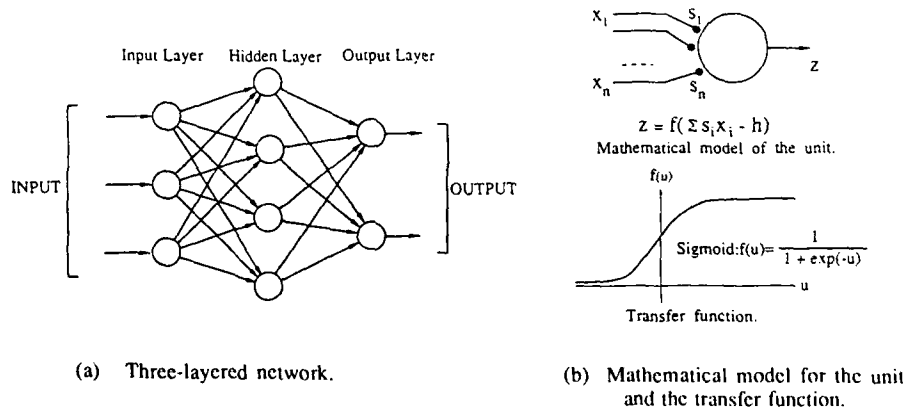 Input Layer Hidden Layer Output Layer
INPUT
OUTPUT
(a) Three-layered network.
X1 S1
Z
Xn Sn
z = f( Σ sixi - h)
Mathematical model of the unit.
f(u)
Sigmoid:f(u)= 1 / 1 + exp(-u)
u
Transfer function.
(b) Mathematical model for the unit
and the transfer function.